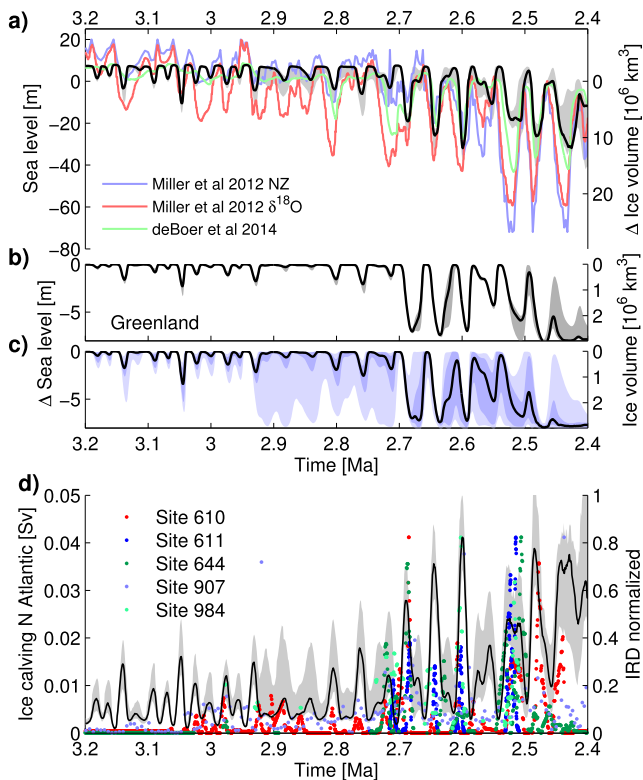 3.2 3.1 3 2.9 2.8 2.7 2.6 2.5 2.4
a)
20
0
-20
-40
-60
-80
Sea level [m]
0
10
20
Δ Ice volume [10⁶ km³]
Miller et al 2012 NZ
Miller et al 2012 δ¹⁸O
deBoer et al 2014
b)
0
-5
Greenland
0
1
2
c)
0
-5
Δ Sea level [m]
0
1
2
Ice volume [10⁶ km³]
3.2 3.1 3 2.9 2.8 2.7 2.6 2.5 2.4
Time [Ma]
d)
0.05
0.04
0.03
0.02
0.01
0
Ice calving N Atlantic [Sv]
Site 610
Site 611
Site 644
Site 907
Site 984
1
0.8
0.6
0.4
0.2
0
IRD normalized
3.2 3.1 3 2.9 2.8 2.7 2.6 2.5 2.4
Time [Ma]